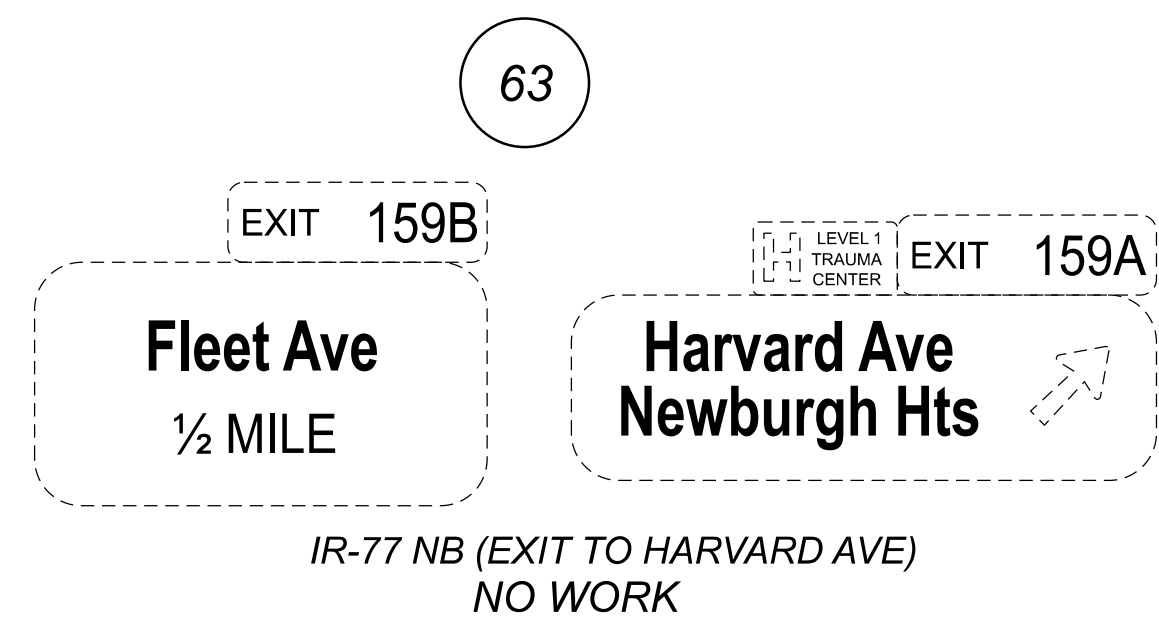 63
EXIT 159B
Fleet Ave
½ MILE
H
LEVEL 1
TRAUMA
CENTER
EXIT 159A
Harvard Ave
Newburgh Hts
IR-77 NB (EXIT TO HARVARD AVE)
NO WORK